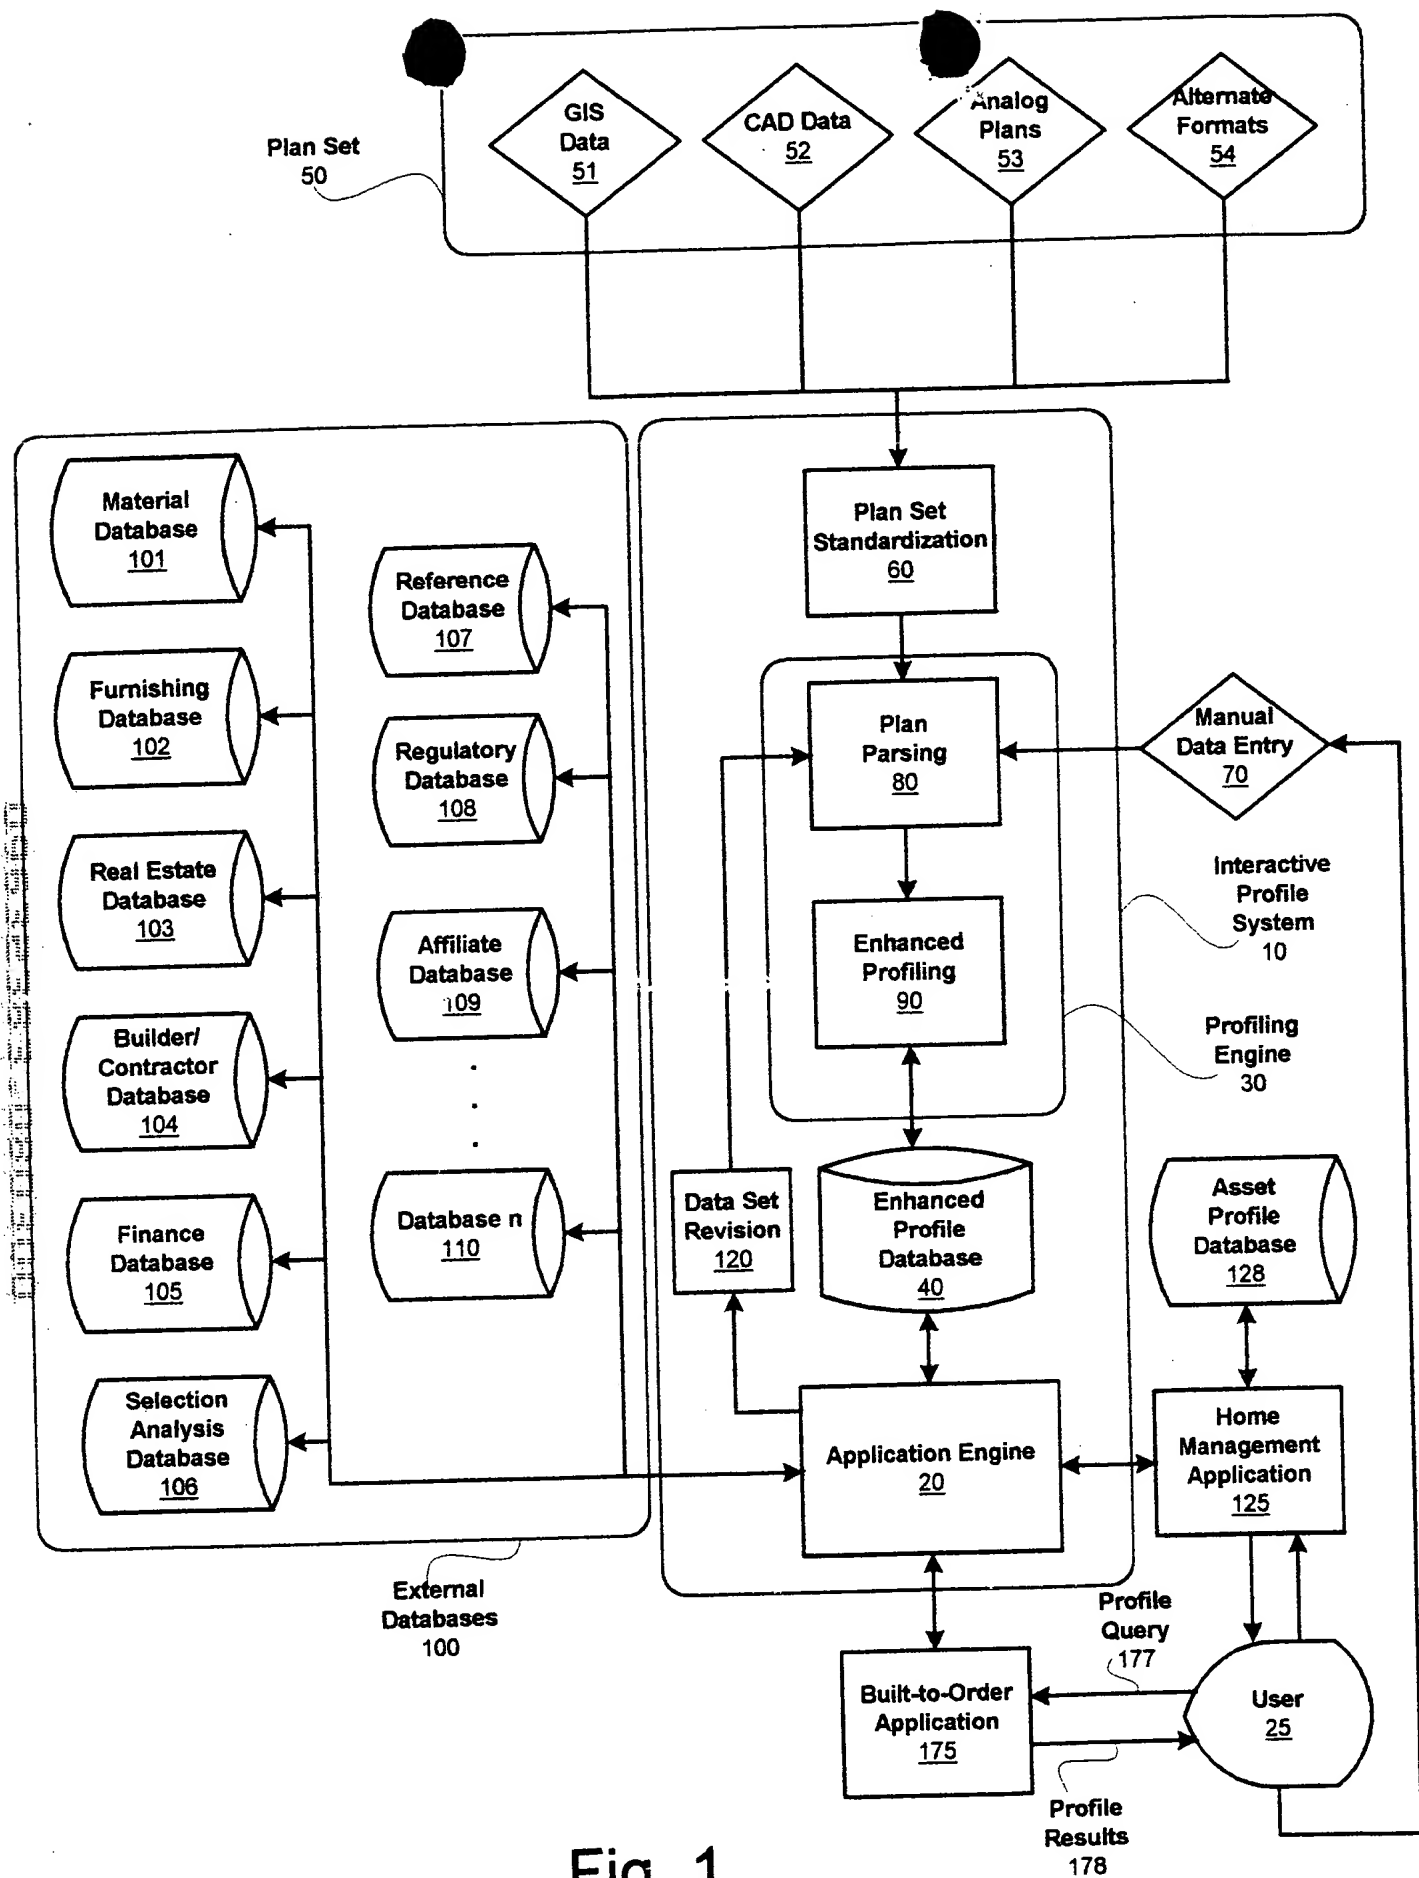 GIS
Data
51
CAD Data
52
Analog
Plans
53
Alternate
Formats
54
Plan Set
50
Plan Set
Standardization
60
Material
Database
101
Furnishing
Database
102
Real Estate
Database
103
Builder/
Contractor
Database
104
Finance
Database
105
Selection
Analysis
Database
106
Reference
Database
107
Regulatory
Database
108
Affiliate
Database
109
Database n
110
External
Databases
100
Plan
Parsing
80
Manual
Data Entry
70
Enhanced
Profiling
90
Interactive
Profile
System
10
Profiling
Engine
30
Data Set
Revision
120
Enhanced
Profile
Database
40
Asset
Profile
Database
128
Application Engine
20
Home
Management
Application
125
Built-to-Order
Application
175
Profile
Query
177
User
25
Profile
Results
178
Fig. 1